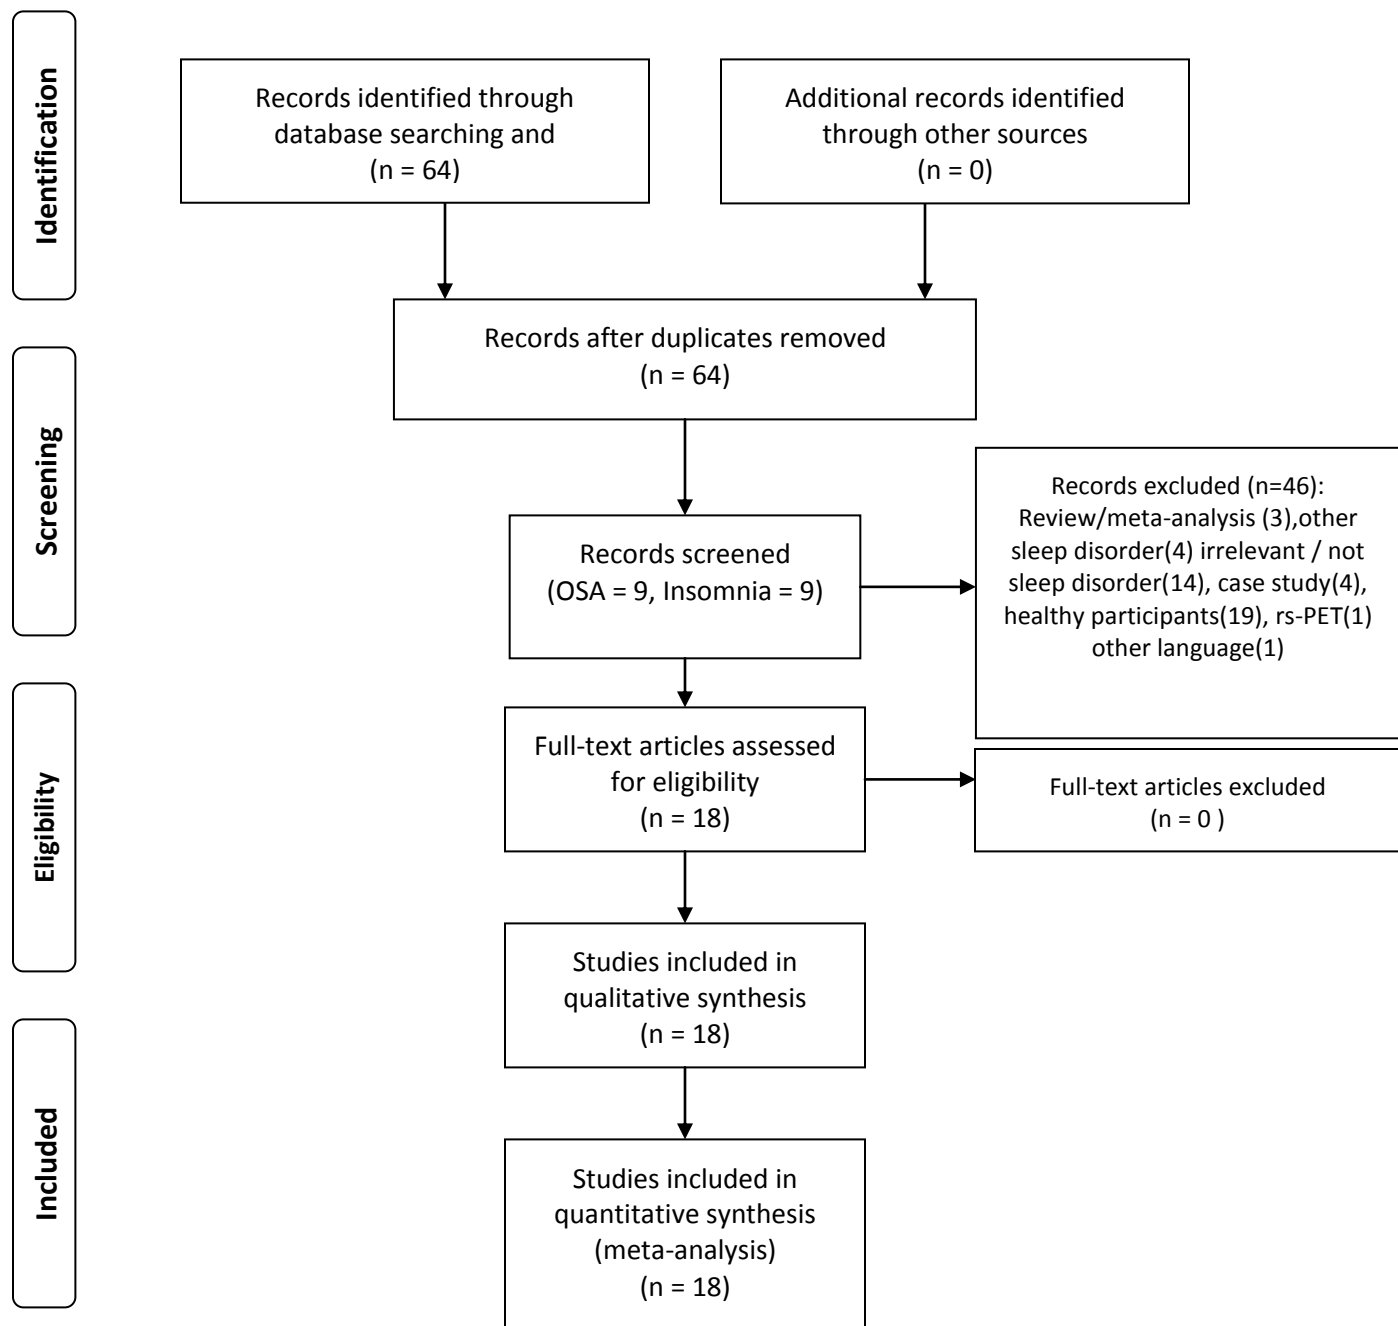 Identification
Records identified through
database searching and
(n = 64)
Additional records identified
through other sources
(n = 0)
Records after duplicates removed
(n = 64)
Screening
Records screened
(OSA = 9, Insomnia = 9)
Records excluded (n=46):
Review/meta-analysis (3),other
sleep disorder(4) irrelevant / not
sleep disorder(14), case study(4),
healthy participants(19), rs-PET(1)
other language(1)
Eligibility
Full-text articles assessed
for eligibility
(n = 18)
Full-text articles excluded
(n = 0 )
Studies included in
qualitative synthesis
(n = 18)
Included
Studies included in
quantitative synthesis
(meta-analysis)
(n = 18)